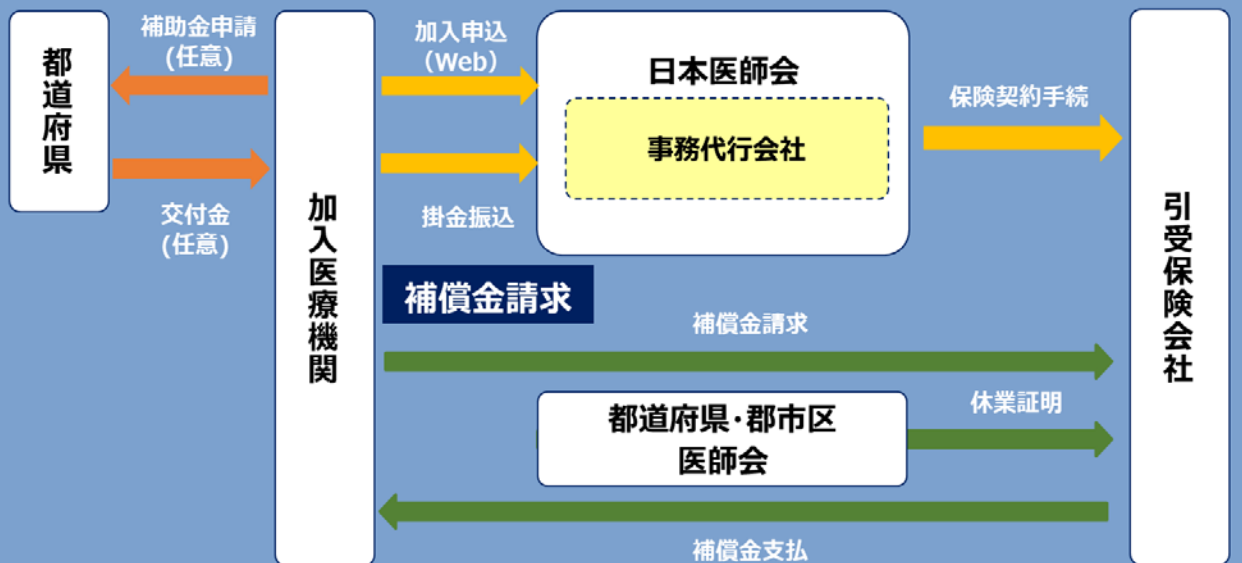 都道府県
補助金申請
(任意)
交付金
(任意)
加入医療機関
加入申込
（Web）
掛金振込
日本医師会
事務代行会社
保険契約手続
引受保険会社
補償金請求
補償金請求
都道府県・郡市区
医師会
休業証明
補償金支払